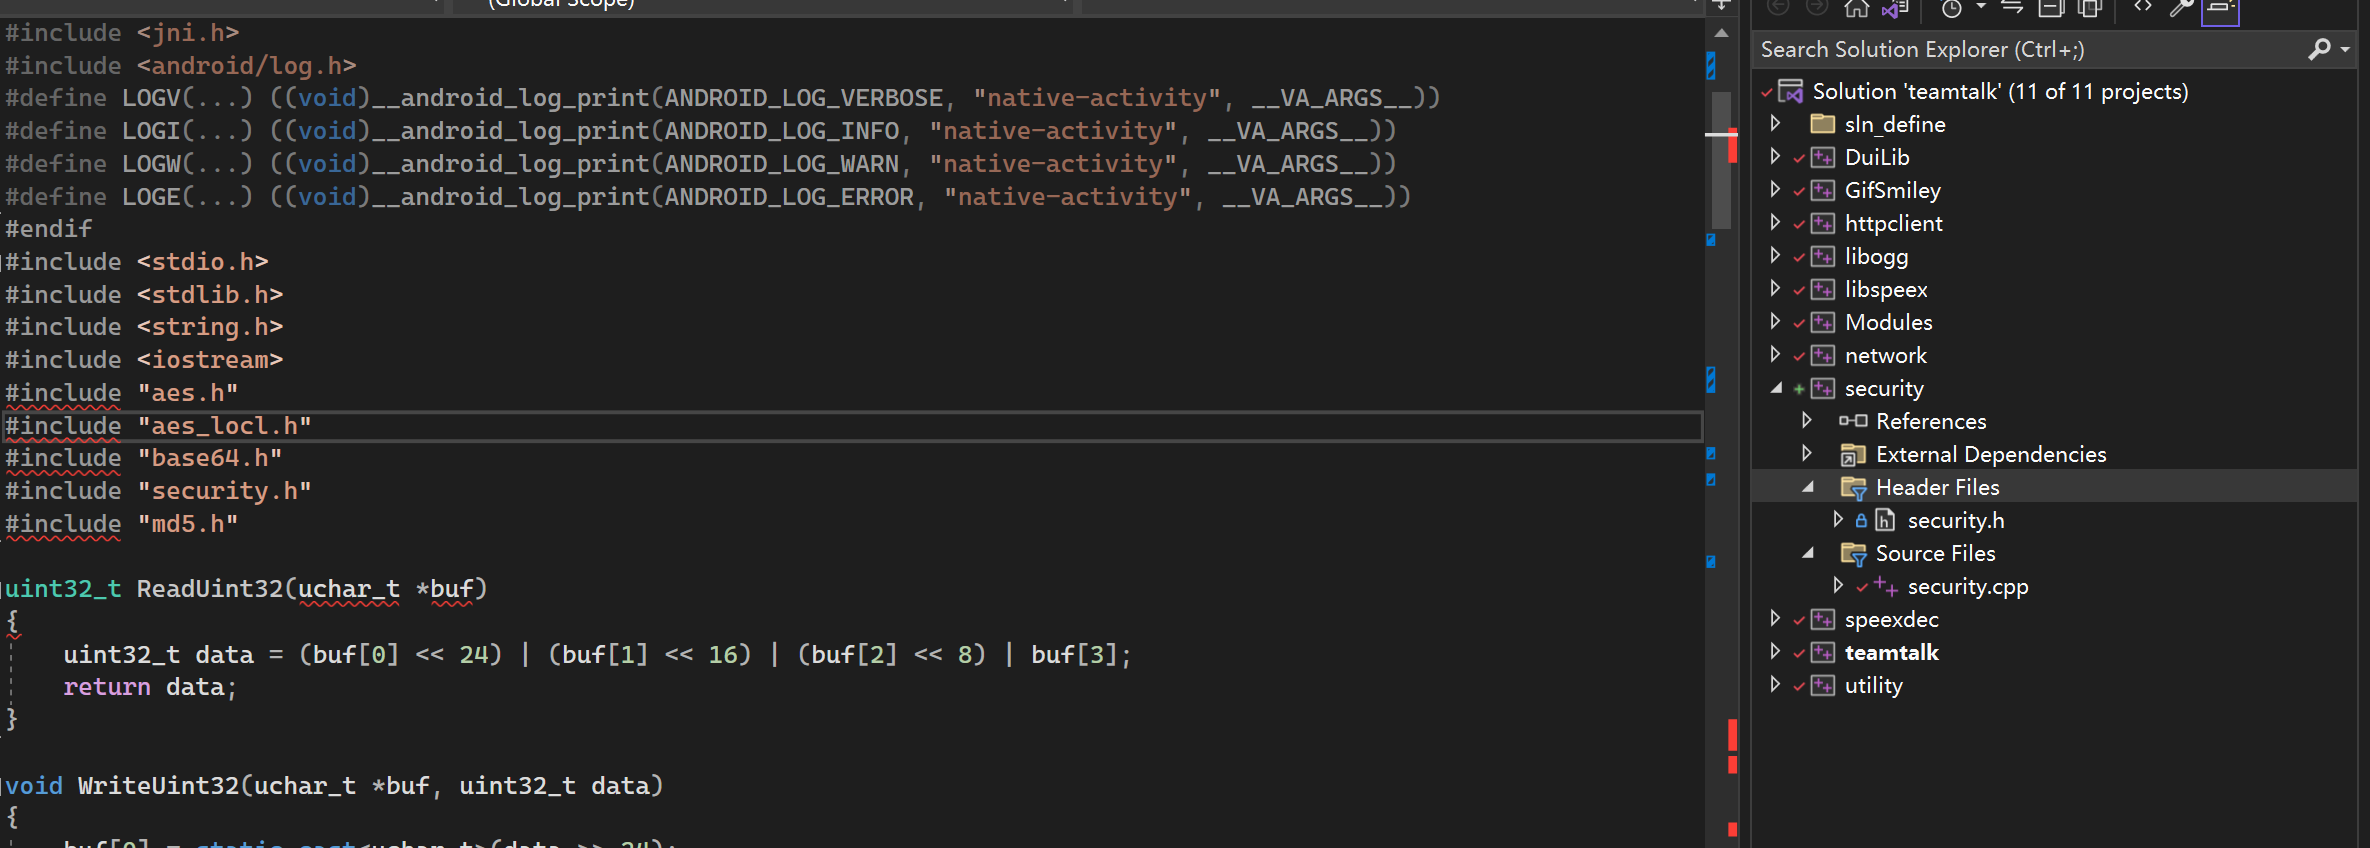 (Global Scope)
#include <jni.h>
#include <android/log.h>
#define LOGV(...) ((void)__android_log_print(ANDROID_LOG_VERBOSE, "native-activity", __VA_ARGS__))
#define LOGI(...) ((void)__android_log_print(ANDROID_LOG_INFO, "native-activity", __VA_ARGS__))
#define LOGW(...) ((void)__android_log_print(ANDROID_LOG_WARN, "native-activity", __VA_ARGS__))
#define LOGE(...) ((void)__android_log_print(ANDROID_LOG_ERROR, "native-activity", __VA_ARGS__))
#endif
#include <stdio.h>
#include <stdlib.h>
#include <string.h>
#include <iostream>
#include "aes.h"
#include "aes_locl.h"
#include "base64.h"
#include "security.h"
#include "md5.h"
uint32_t ReadUint32(uchar_t *buf)
{
    uint32_t data = (buf[0] << 24) | (buf[1] << 16) | (buf[2] << 8) | buf[3];
    return data;
}
void WriteUint32(uchar_t *buf, uint32_t data)
{
    buf[0] = static_cast<uchar_t>(data >> 24);
Search Solution Explorer (Ctrl+;)
Solution 'teamtalk' (11 of 11 projects)
sln_define
DuiLib
GifSmiley
httpclient
libogg
libspeex
Modules
network
security
References
External Dependencies
Header Files
security.h
Source Files
security.cpp
speexdec
teamtalk
utility